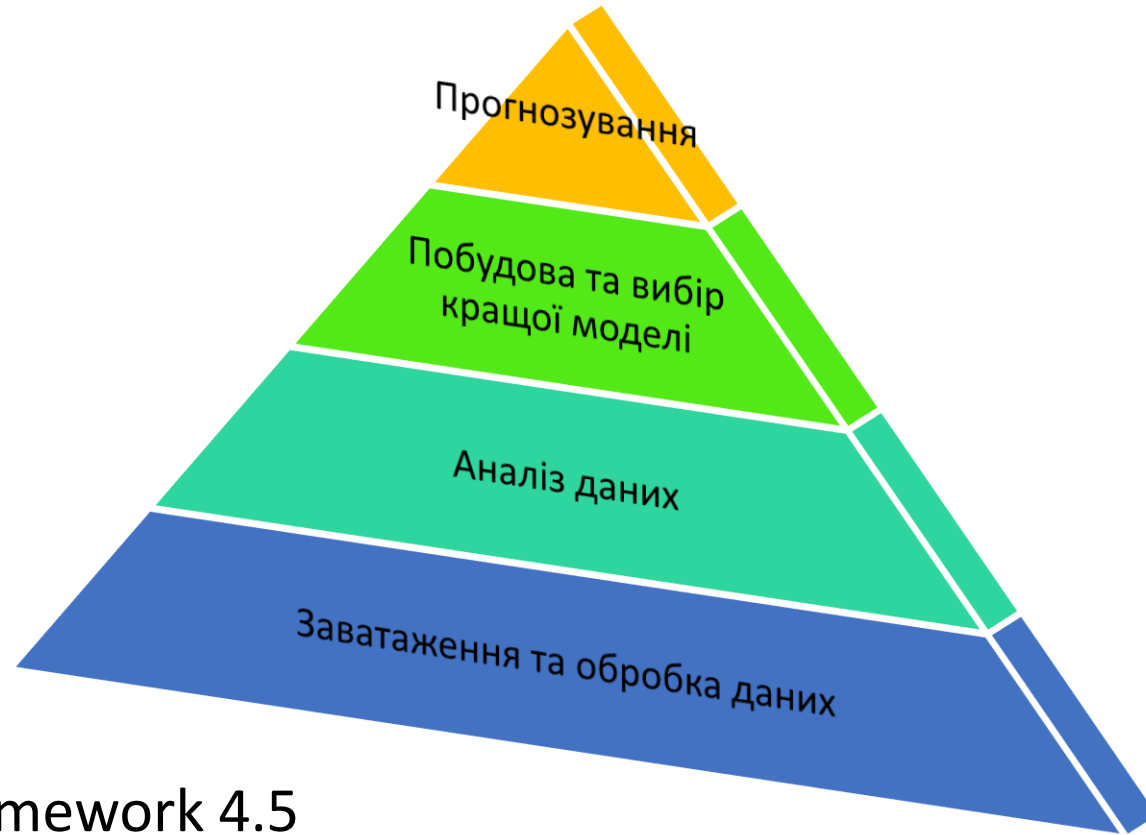 Прогнозування
Побудова та вибір
кращої моделі
Аналіз даних
Заватаження та обробка даних
mework 4.5